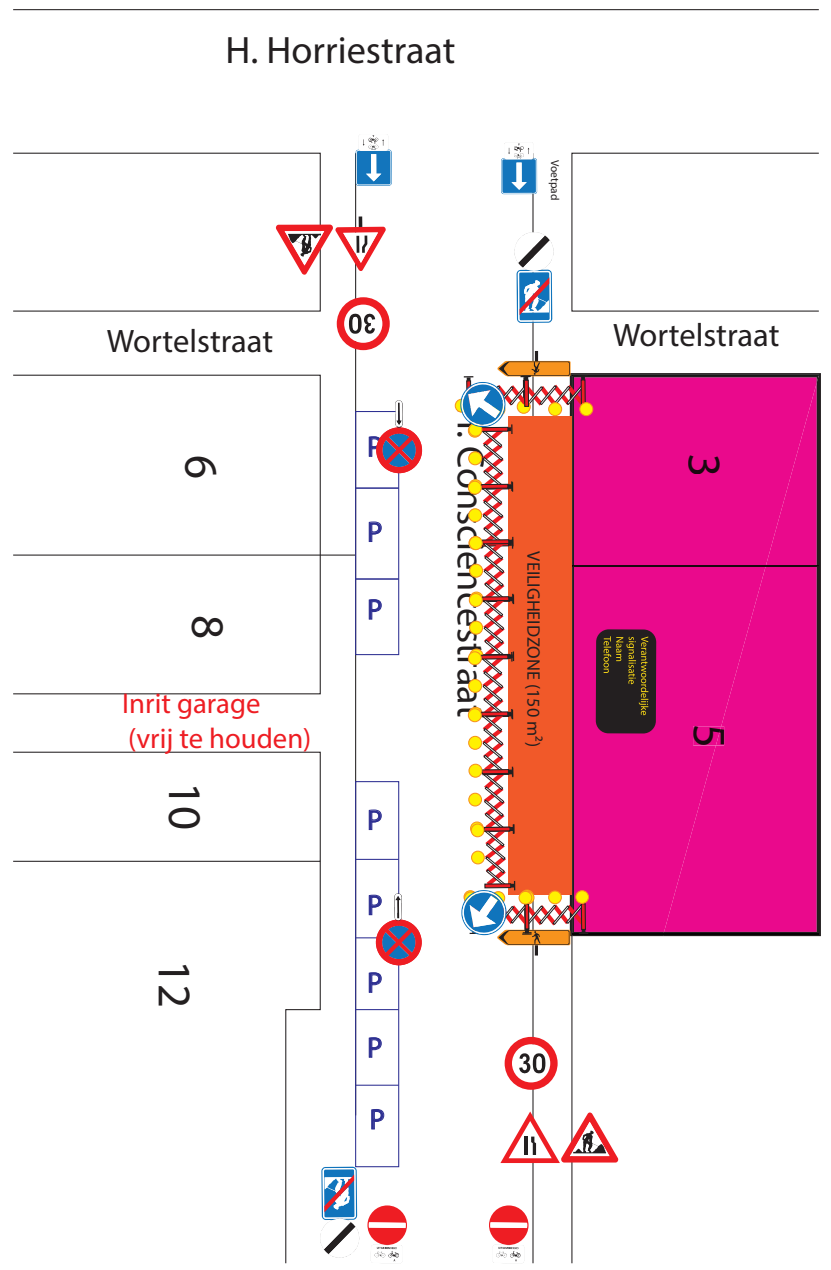 H. Horriestraat
Voetpad
30
Wortelstraat
Wortelstraat
6
P
3
. Consciencestraat
P
VEILIGHEIDZONE (150 m²)
8
P
Verantwoordelijke
signalisatie
Naam
Telefoon
Inrit garage
(vrij te houden)
5
10
P
P
12
P
P
30
P